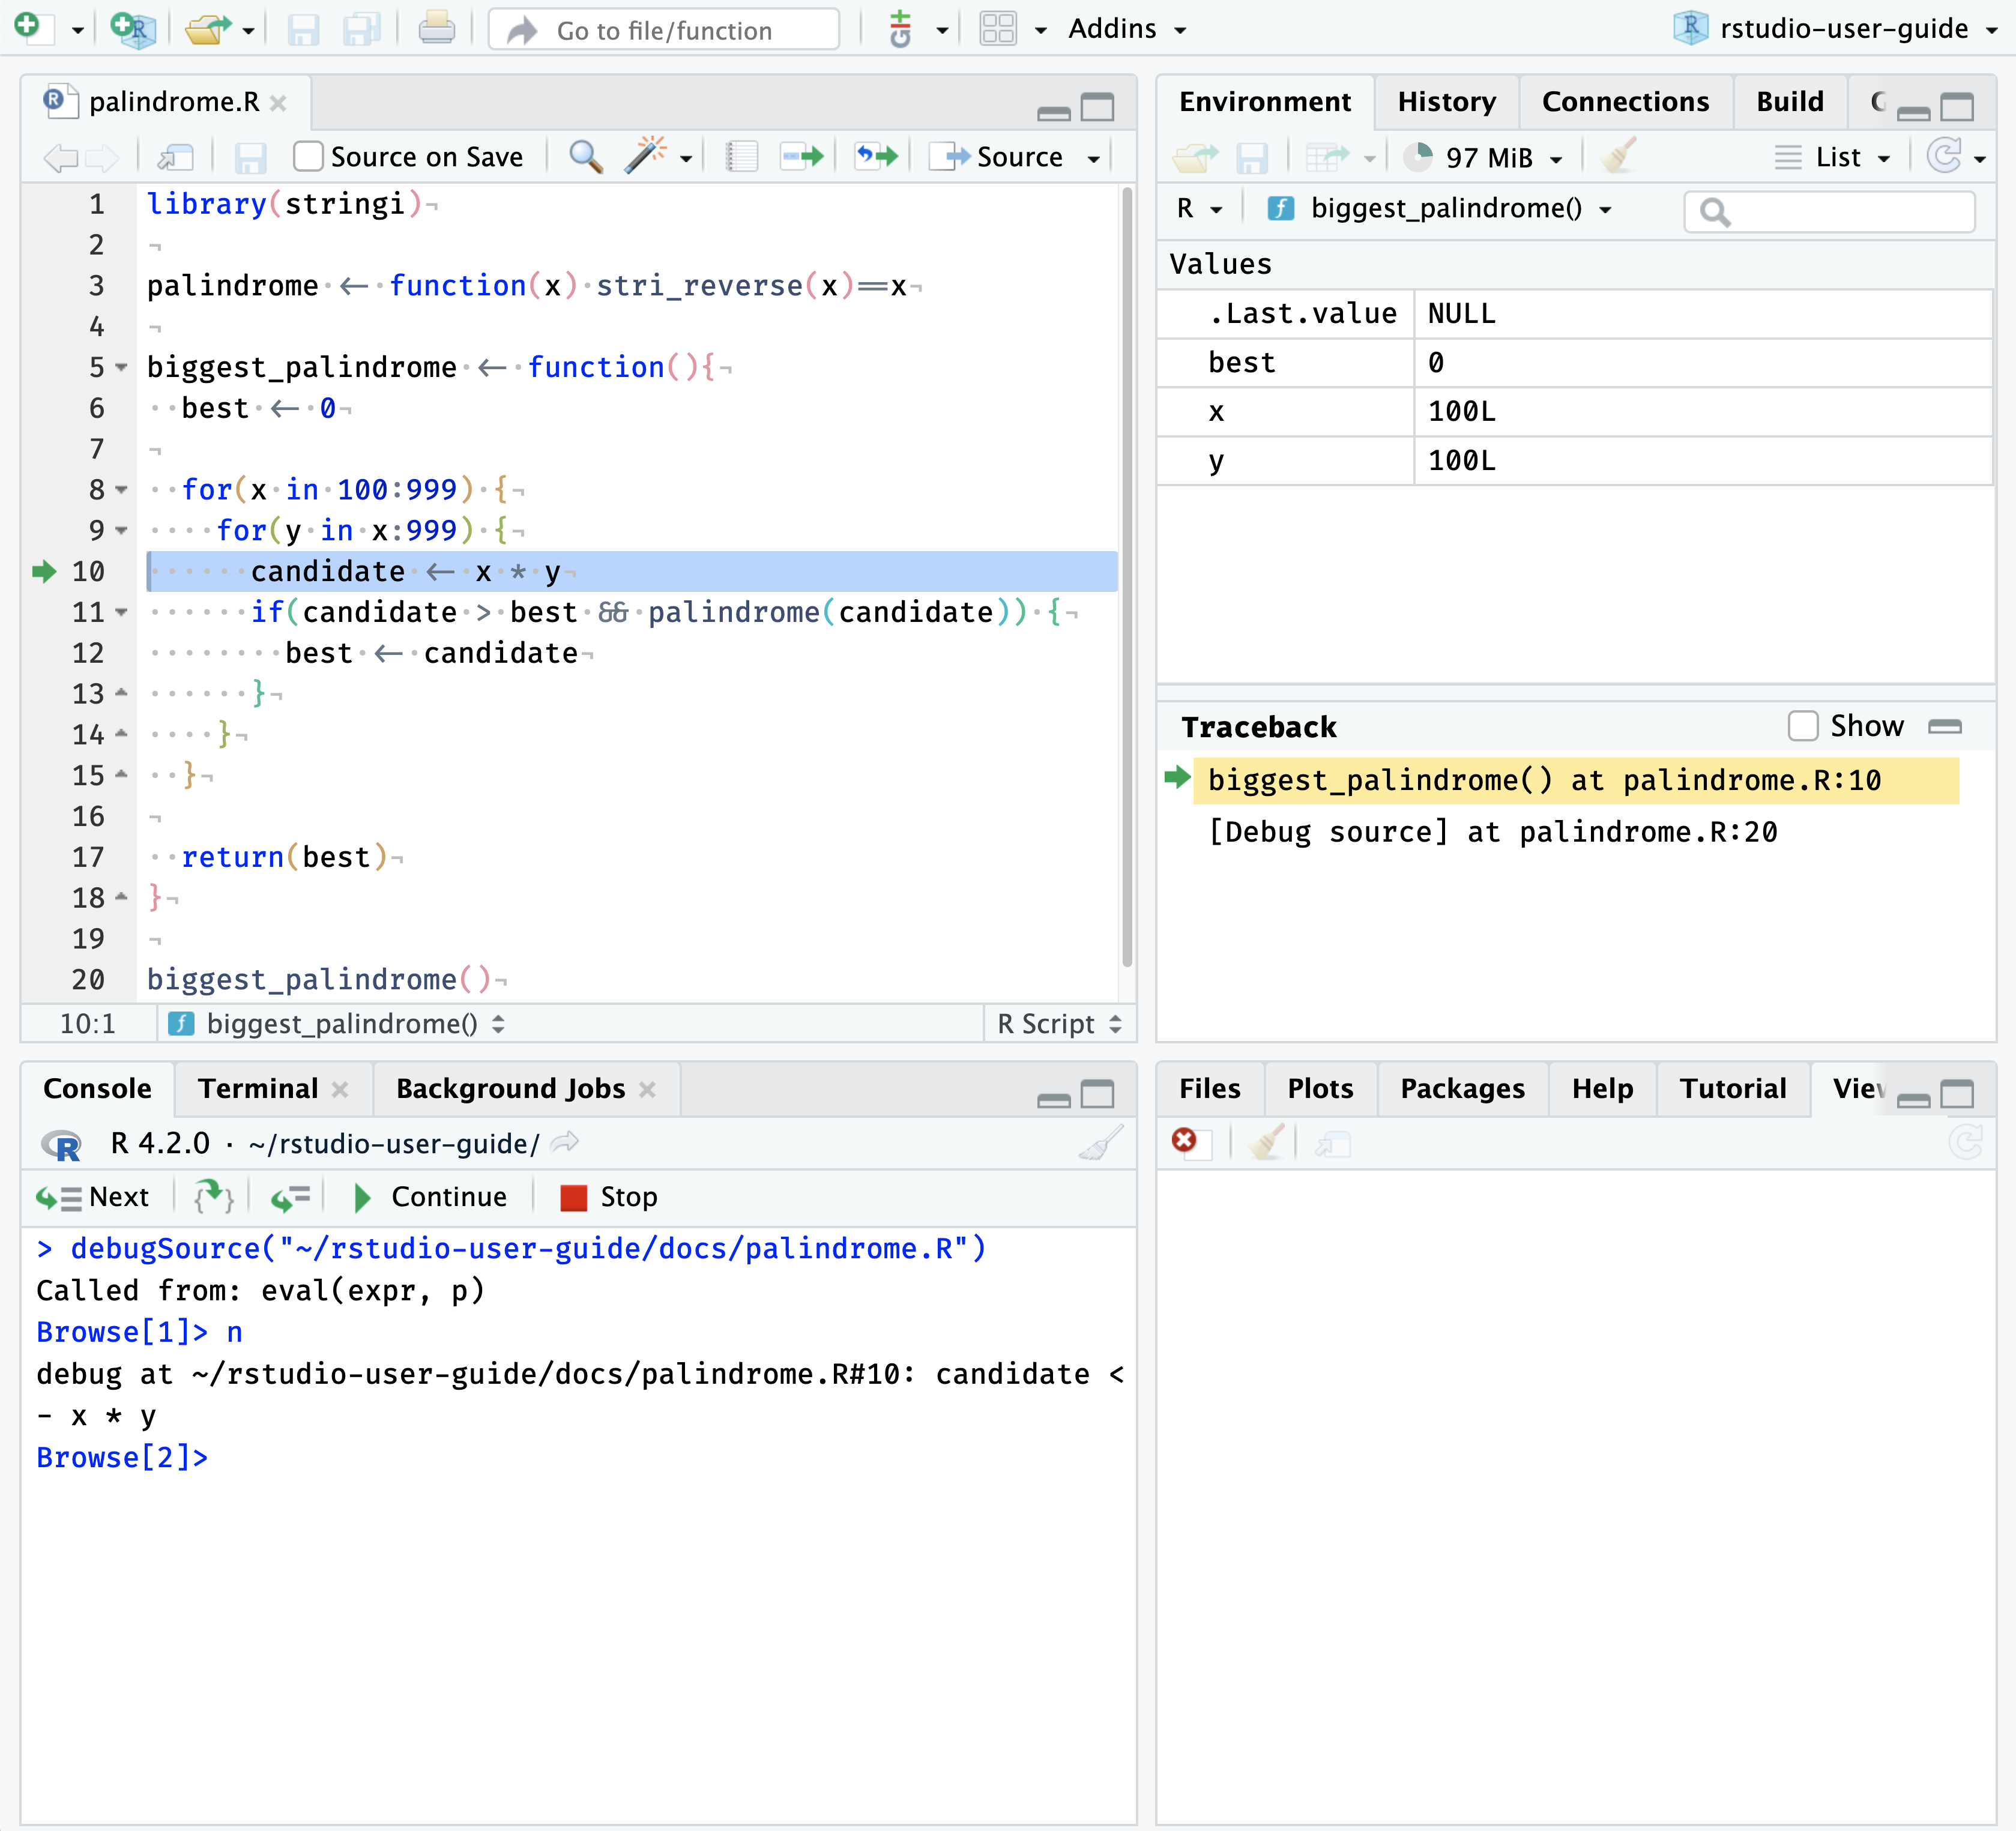 Go to file/function
Addins
rstudio-user-guide
palindrome.R
Source on Save
Source
1 library(stringi)
2
3 palindrome <- function(x) stri_reverse(x)==x
4
5 biggest_palindrome <- function(){
6 best <- 0
7
8 for(x in 100:999) {
9 for(y in x:999) {
10 candidate <- x * y
11 if(candidate > best && palindrome(candidate)) {
12 best <- candidate
13 }
14 }
15 }
16
17 return(best)
18 }
19
20 biggest_palindrome()
10:1 biggest_palindrome() R Script
Environment History Connections Build
97 MiB List
R biggest_palindrome()
Values
.Last.value NULL
best 0
x 100L
y 100L
Traceback Show
biggest_palindrome() at palindrome.R:10
[Debug source] at palindrome.R:20
Console Terminal Background Jobs
R 4.2.0 · ~/rstudio-user-guide/
Next Continue Stop
> debugSource("~/rstudio-user-guide/docs/palindrome.R")
Called from: eval(expr, p)
Browse[1]> n
debug at ~/rstudio-user-guide/docs/palindrome.R#10: candidate <
- x * y
Browse[2]>
Files Plots Packages Help Tutorial